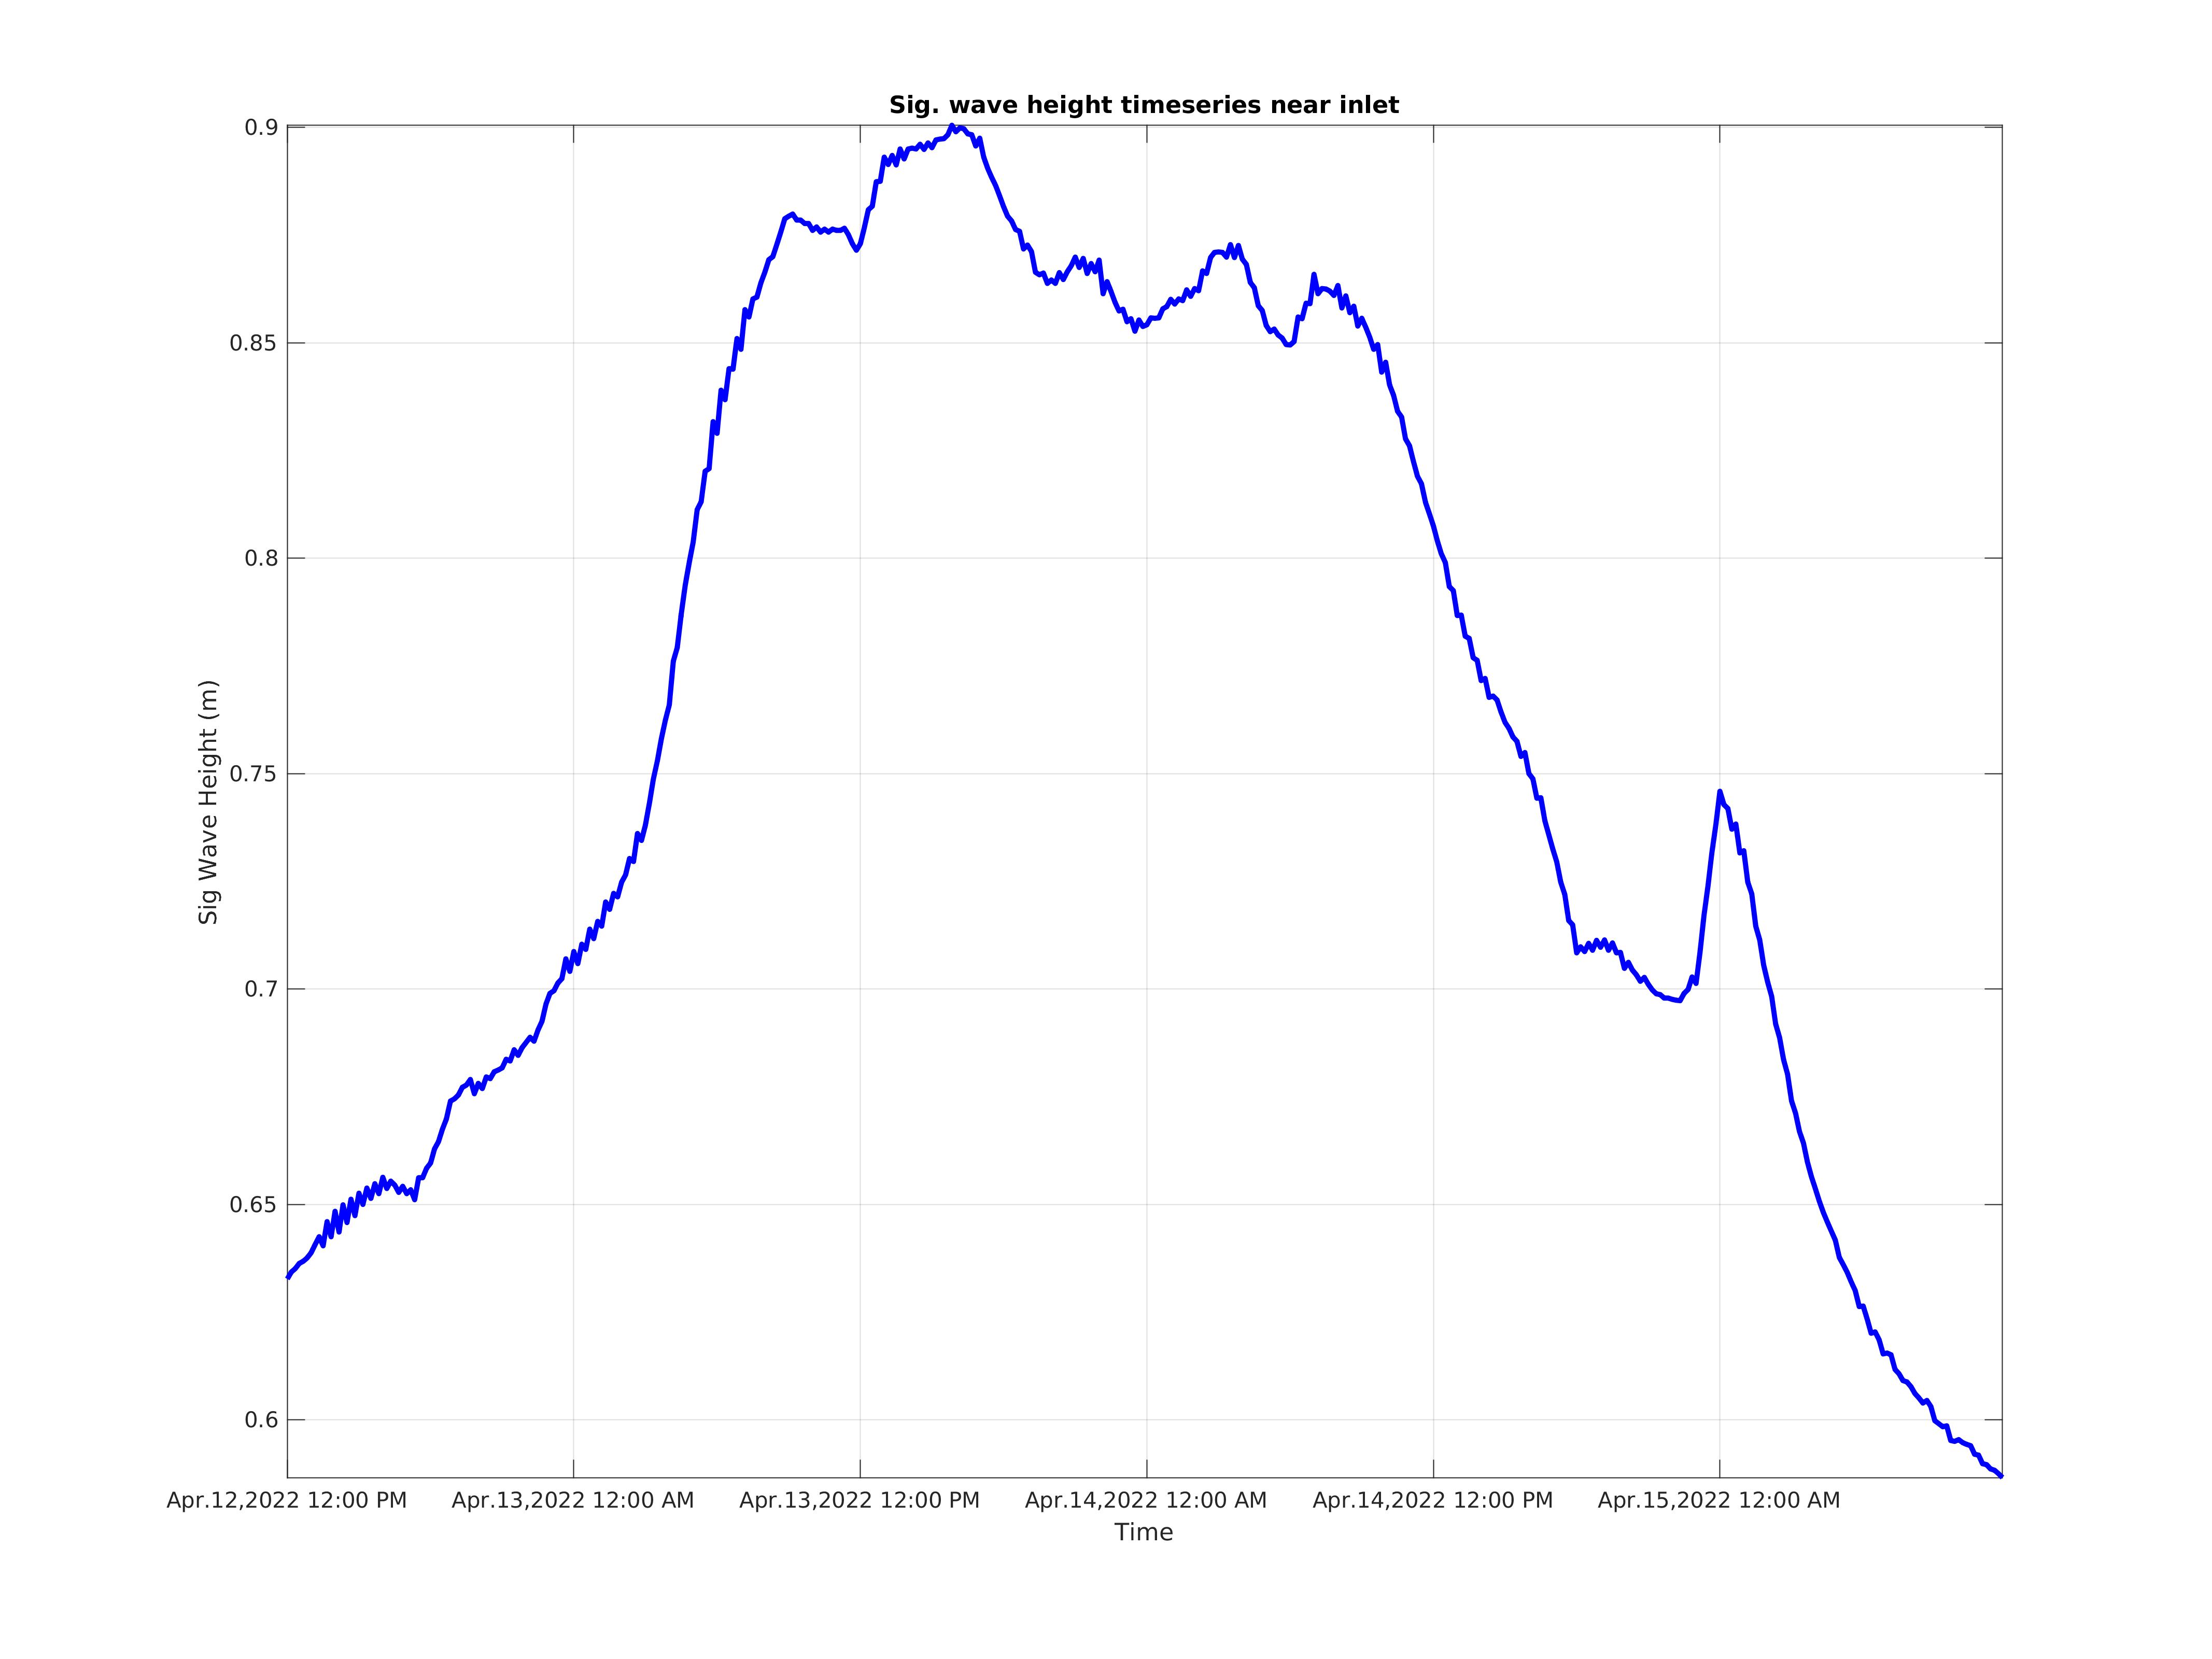 Sig. wave height timeseries near inlet
0.9
0.85
0.8
0.75
0.7
0.65
0.6
Sig Wave Height (m)
Apr.12,2022 12:00 PM
Apr.13,2022 12:00 AM
Apr.13,2022 12:00 PM
Apr.14,2022 12:00 AM
Apr.14,2022 12:00 PM
Apr.15,2022 12:00 AM
Time